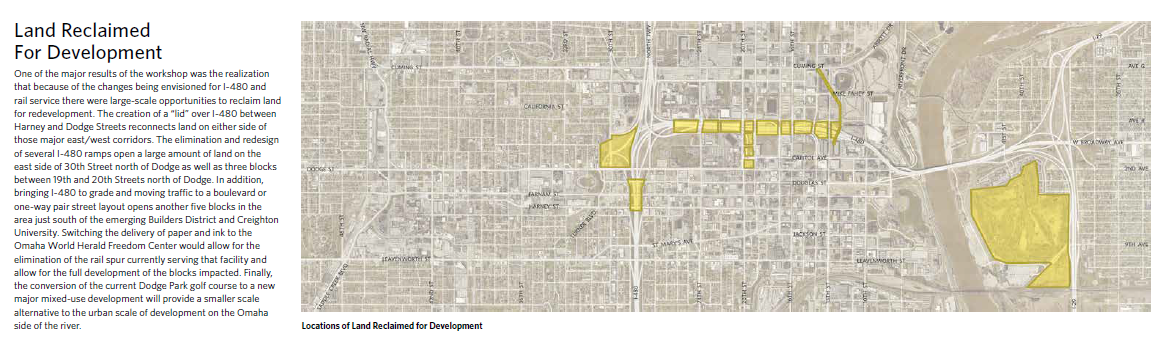 Land Reclaimed
For Development
One of the major results of the workshop was the realization
that because of the changes being envisioned for I-480 and
rail service there were large-scale opportunities to reclaim land
for redevelopment. The creation of a “lid” over I-480 between
Harney and Dodge Streets reconnects land on either side of
those major east/west corridors. The elimination and redesign
of several I-480 ramps open a large amount of land on the
east side of 30th Street north of Dodge as well as three blocks
between 19th and 20th Streets north of Dodge. In addition,
bringing I-480 to grade and moving traffic to a boulevard or
one-way pair street layout opens another five blocks in the
area just south of the emerging Builders District and Creighton
University. Switching the delivery of paper and ink to the
Omaha World Herald Freedom Center would allow for the
elimination of the rail spur currently serving that facility and
allow for the full development of the blocks impacted. Finally,
the conversion of the current Dodge Park golf course to a new
major mixed-use development will provide a smaller scale
alternative to the urban scale of development on the Omaha
side of the river.
CUMING ST
CUMING ST
AVE G
MIKE FAHEY ST
CALIFORNIA ST
I-480
W BROADWAY AVE
CAPITOL AVE
DODGE ST
2ND AVE
DOUGLAS ST
FARNAM ST
HARNEY ST
JACKSON ST
ST MARYS AVE
9TH AVE
LEAVENWORTH ST
LEAVENWORTH ST
I-480
I-29
Locations of Land Reclaimed for Development